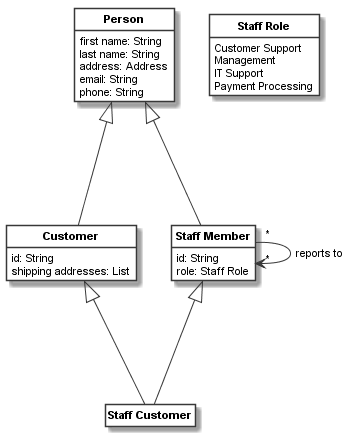 Person
first name: String
last name: String
address: Address
email: String
phone: String
Staff Role
Customer Support
Management
IT Support
Payment Processing
Customer
id: String
shipping addresses: List
Staff Member
id: String
role: Staff Role
*
reports to
*
Staff Customer